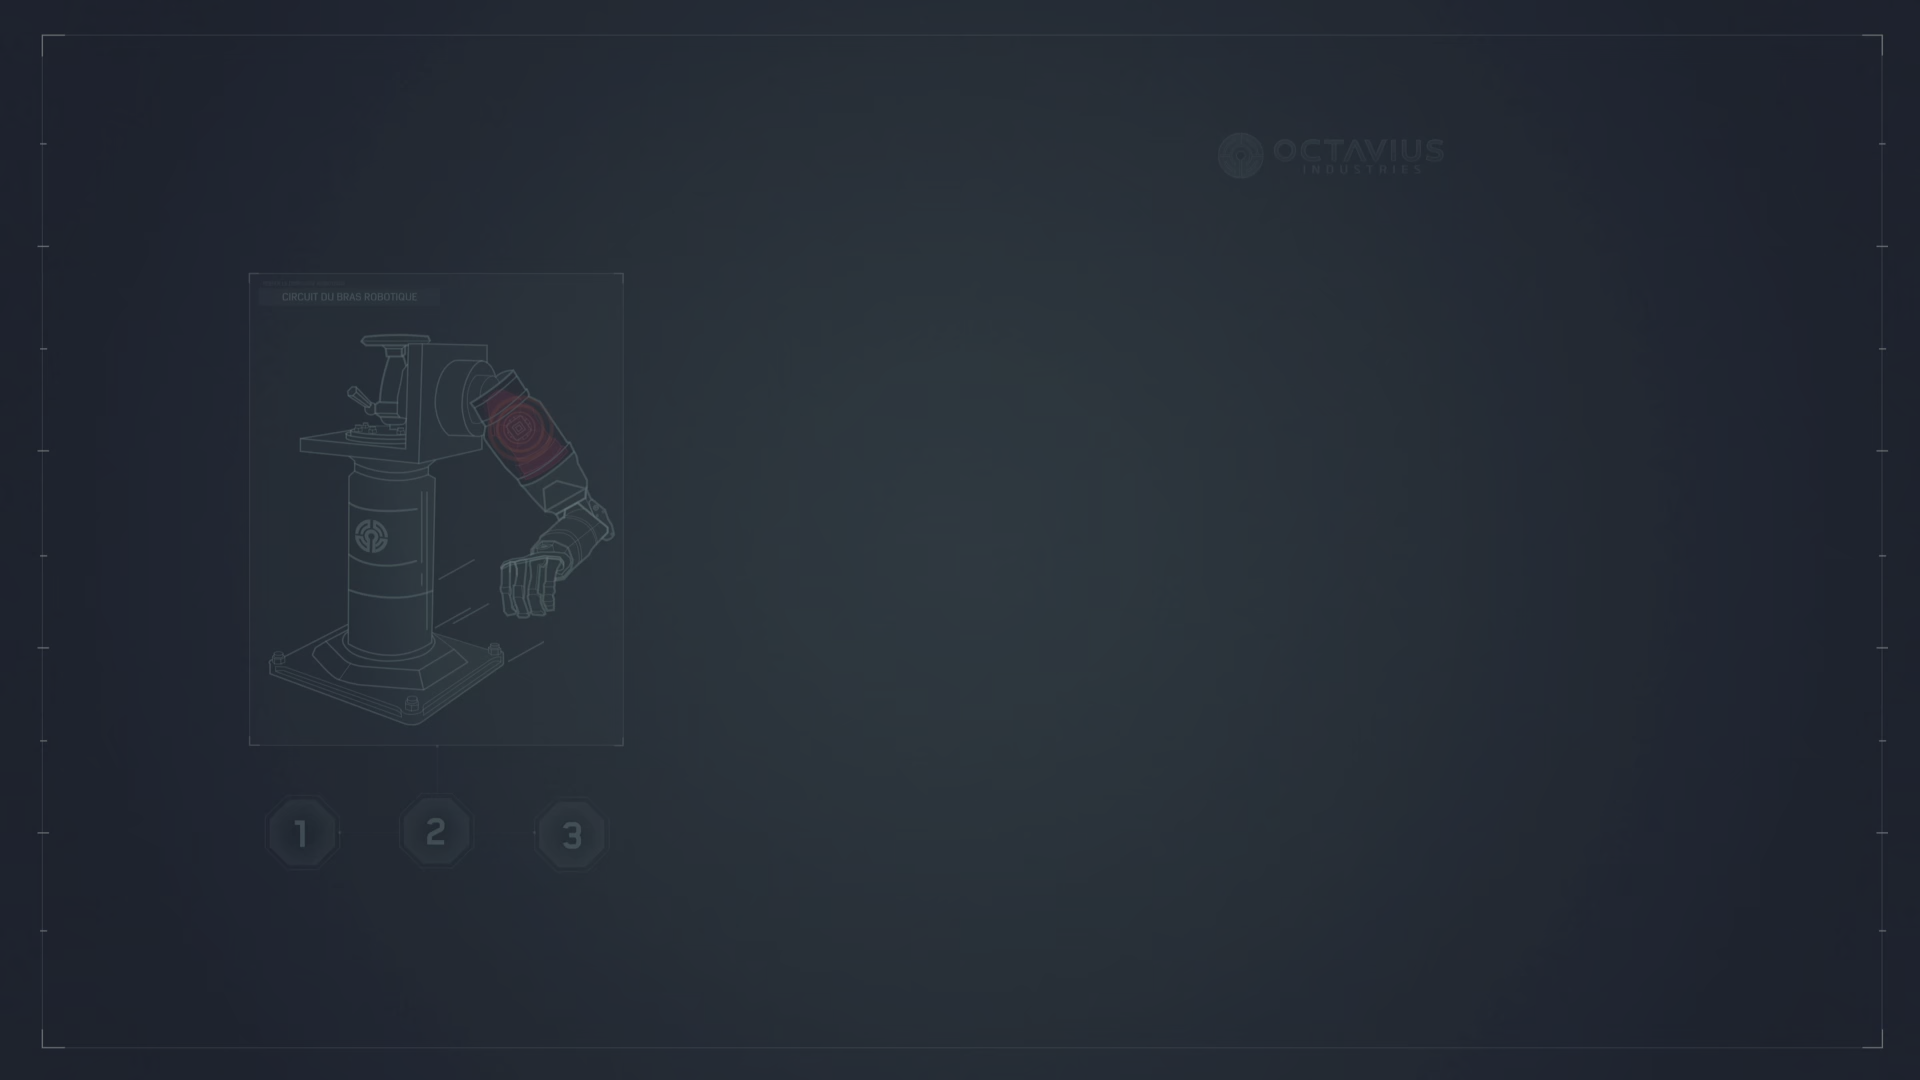 OCTAVIUS
INDUSTRIES
CIRCUIT DU BRAS ROBOTIQUE
1
2
3